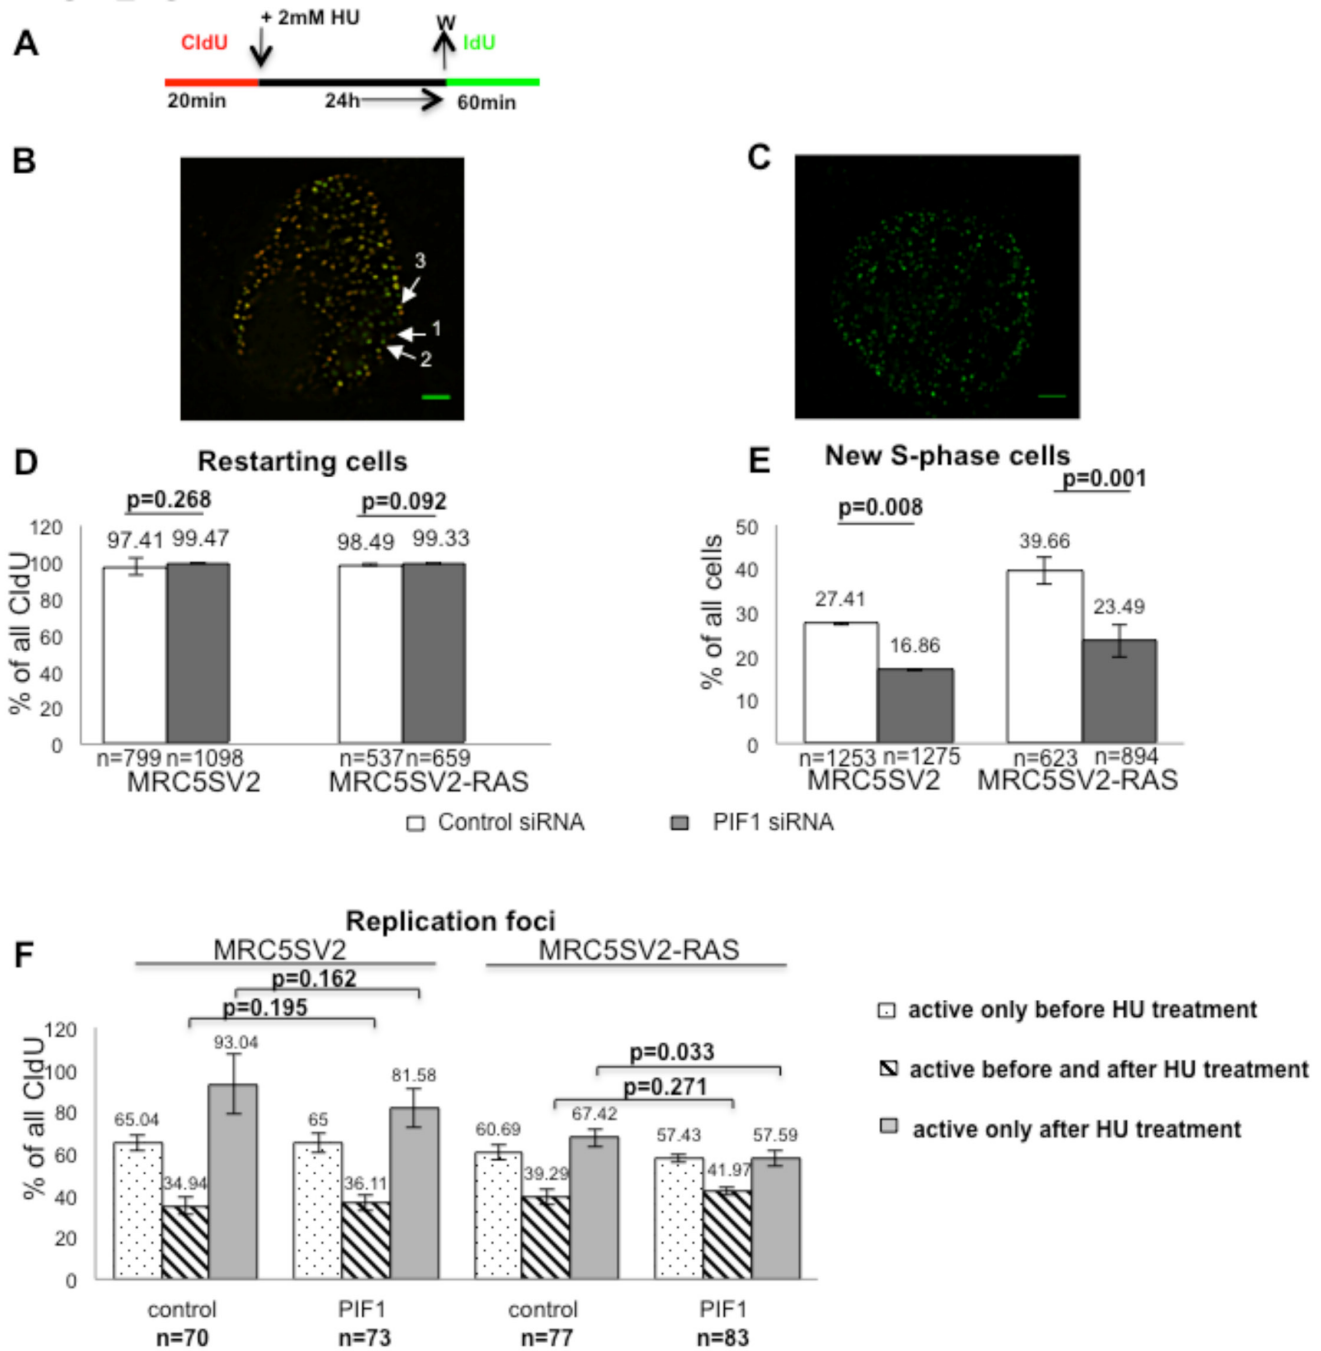 + 2mM HU
W
A
CldU
IdU
20min
24h
60min
B
C
3
1
2
D
Restarting cells
p=0.268
p=0.092
% of all CldU
120
100
80
60
40
20
0
97.41
99.47
98.49
99.33
n=799 n=1098
n=537 n=659
MRC5SV2
MRC5SV2-RAS
E
New S-phase cells
p=0.008
p=0.001
% of all cells
50
40
30
20
10
0
27.41
16.86
39.66
23.49
n=1253 n=1275
n=623 n=894
MRC5SV2
MRC5SV2-RAS
Control siRNA
PIF1 siRNA
F
Replication foci
MRC5SV2
MRC5SV2-RAS
p=0.162
p=0.195
p=0.033
p=0.271
% of all CldU
120
100
80
60
40
20
0
65.04
34.94
93.04
65
36.11
81.58
60.69
39.29
67.42
57.43
41.97
57.59
control
PIF1
control
PIF1
n=70
n=73
n=77
n=83
active only before HU treatment
active before and after HU treatment
active only after HU treatment